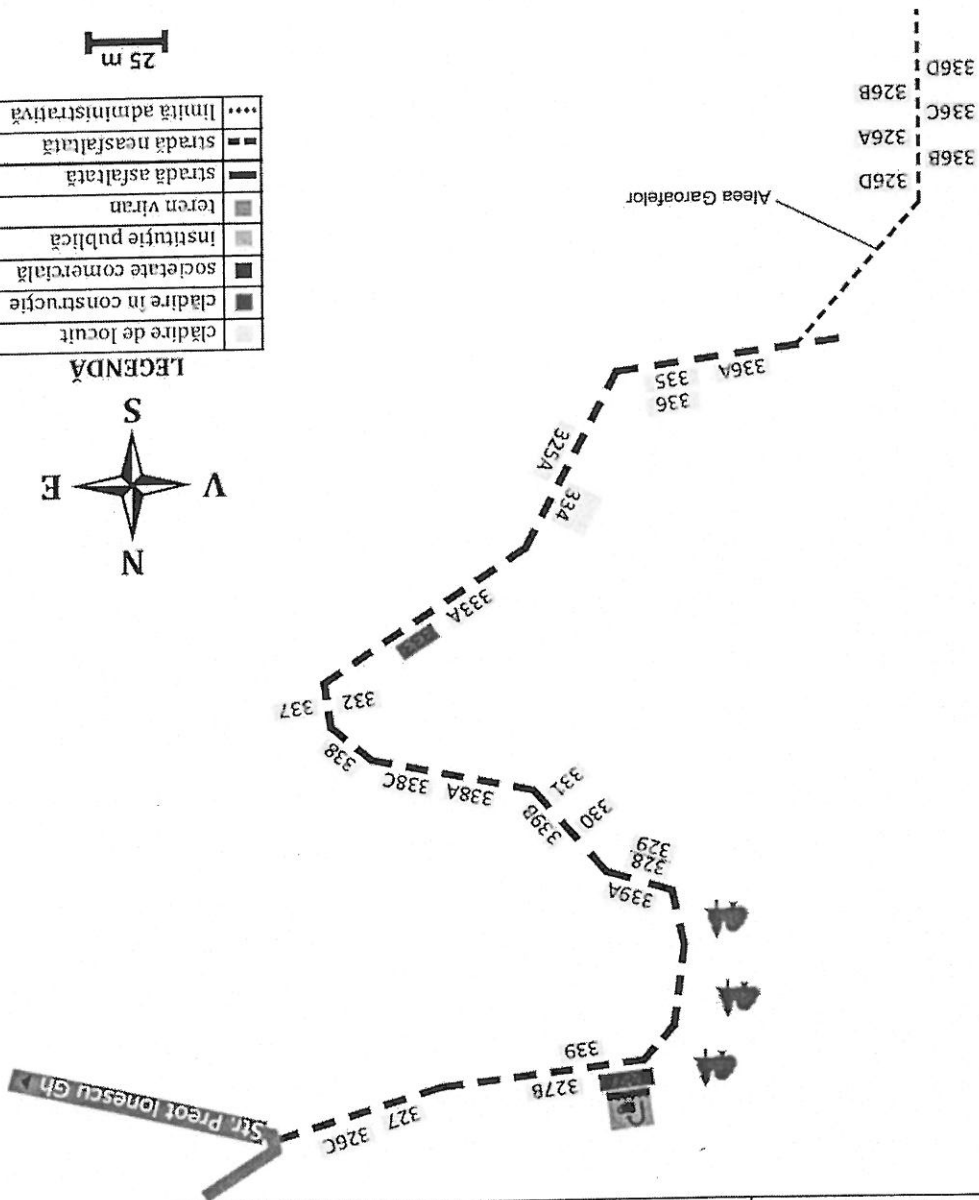 Str. Preot Ionescu Gh
326C
327
327B
339
339A
328
329
339B
330
331
338A
338C
338
332
337
333A
334
325A
336
335
336A
Aleea Garoafelor
326D
336B
326A
336C
326B
336D
N
V
E
S
LEGENDĂ
clădire de locuit
clădire în construcție
societate comercială
instituție publică
teren viran
stradă asfaltată
stradă neasfaltată
limită administrativă
25 m